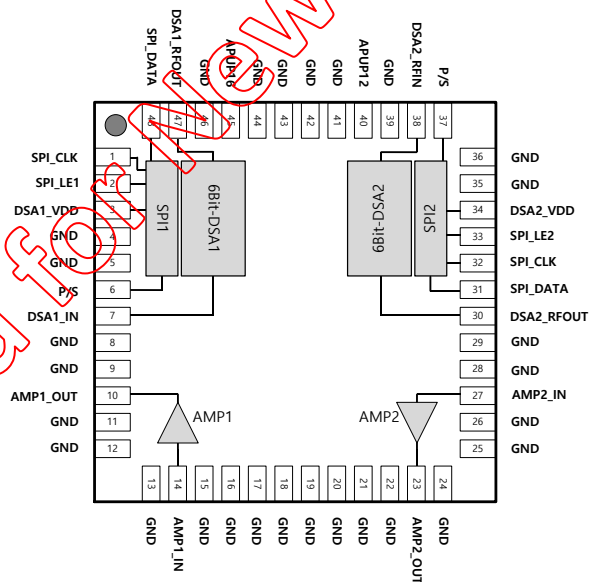 SPI_DATA
DSA1_RFOUT
GND
APUP16
GND
GND
GND
GND
APUP12
GND
DSA2_RFIN
P/S
48
47
46
45
44
43
42
41
40
39
38
37
SPI_CLK 1
SPI_LE1 2
DSA1_VDD 3
GND 4
GND 5
P/S 6
DSA1_IN 7
GND 8
GND 9
AMP1_OUT 10
GND 11
GND 12
SPI1
6Bit-DSA1
6Bit-DSA2
SPI2
AMP1
AMP2
36 GND
35 GND
34 DSA2_VDD
33 SPI_LE2
32 SPI_CLK
31 SPI_DATA
30 DSA2_RFOUT
29 GND
28 GND
27 AMP2_IN
26 GND
25 GND
13
14
15
16
17
18
19
20
21
22
23
24
GND
AMP1_IN
GND
GND
GND
GND
GND
GND
GND
GND
AMP2_OUT
GND
for New